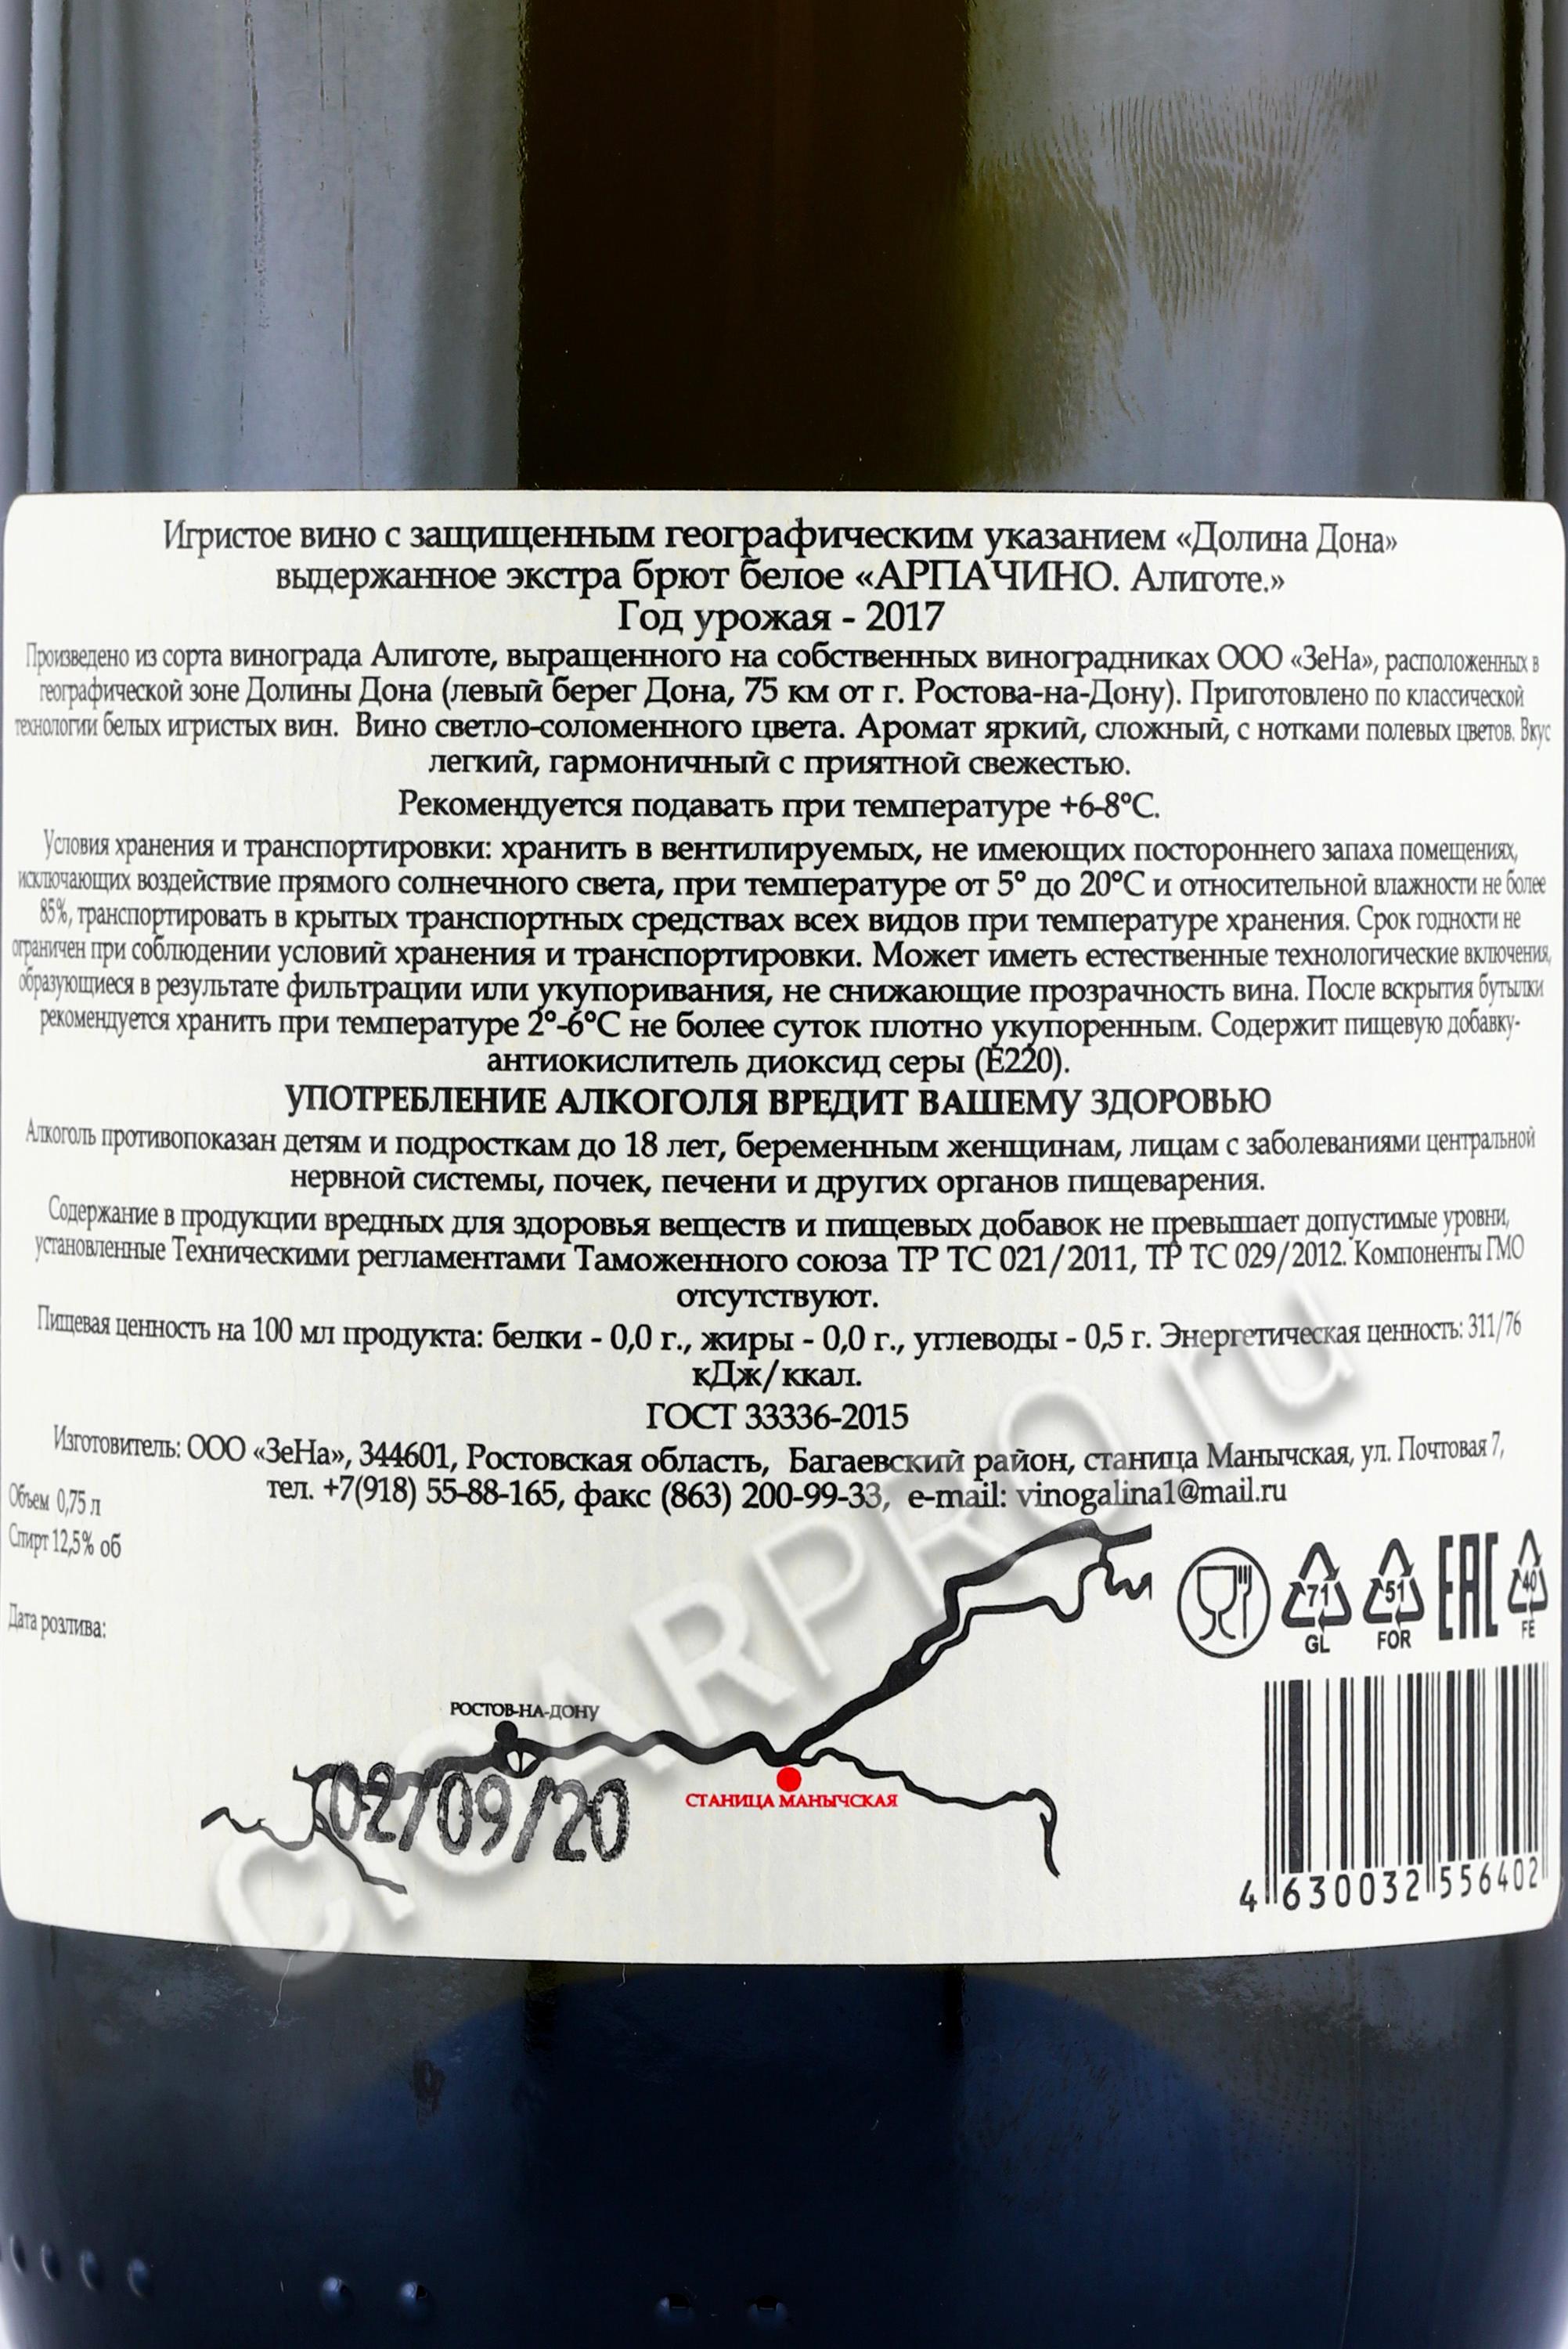 Игристое вино с защищенным географическим указанием «Долина Дона»
выдержанное экстра брют белое «АРПАЧИНО. Алиготе.»
Год урожая - 2017
Произведено из сорта винограда Алиготе, выращенного на собственных виноградниках ООО «ЗеНа», расположенных в
географической зоне Долины Дона (левый берег Дона, 75 км от г. Ростова-на-Дону). Приготовлено по классической
технологии белых игристых вин. Вино светло-соломенного цвета. Аромат яркий, сложный, с нотками полевых цветов. Вкус
легкий, гармоничный с приятной свежестью.
Рекомендуется подавать при температуре +6-8°С.
Условия хранения и транспортировки: хранить в вентилируемых, не имеющих постороннего запаха помещениях,
исключающих воздействие прямого солнечного света, при температуре от 5° до 20°С и относительной влажности не более
85%, транспортировать в крытых транспортных средствах всех видов при температуре хранения. Срок годности не
ограничен при соблюдении условий хранения и транспортировки. Может иметь естественные технологические включения,
образующиеся в результате фильтрации или укупоривания, не снижающие прозрачность вина. После вскрытия бутылки
рекомендуется хранить при температуре 2°-6°С не более суток плотно укупоренным. Содержит пищевую добавку-
антиокислитель диоксид серы (Е220).
УПОТРЕБЛЕНИЕ АЛКОГОЛЯ ВРЕДИТ ВАШЕМУ ЗДОРОВЬЮ
Алкоголь противопоказан детям и подросткам до 18 лет, беременным женщинам, лицам с заболеваниями центральной
нервной системы, почек, печени и других органов пищеварения.
Содержание в продукции вредных для здоровья веществ и пищевых добавок не превышает допустимые уровни,
установленные Техническими регламентами Таможенного союза ТР ТС 021/2011, ТР ТС 029/2012. Компоненты ГМО
отсутствуют.
Пищевая ценность на 100 мл продукта: белки - 0,0 г., жиры - 0,0 г., углеводы - 0,5 г. Энергетическая ценность: 311/76
кДж/ккал.
ГОСТ 33336-2015
Изготовитель: ООО «ЗеНа», 344601, Ростовская область, Багаевский район, станица Манычская, ул. Почтовая 7,
тел. +7(918) 55-88-165, факс (863) 200-99-33, e-mail: vinogalina1@mail.ru
Объем 0,75 л
Спирт 12,5% об
Дата розлива:
71
GL
51
FOR
EAC
40
FE
РОСТОВ-НА-ДОНУ
СТАНИЦА МАНЫЧСКАЯ
02/09/20
4 630032 556402
CIGARPRO.ru